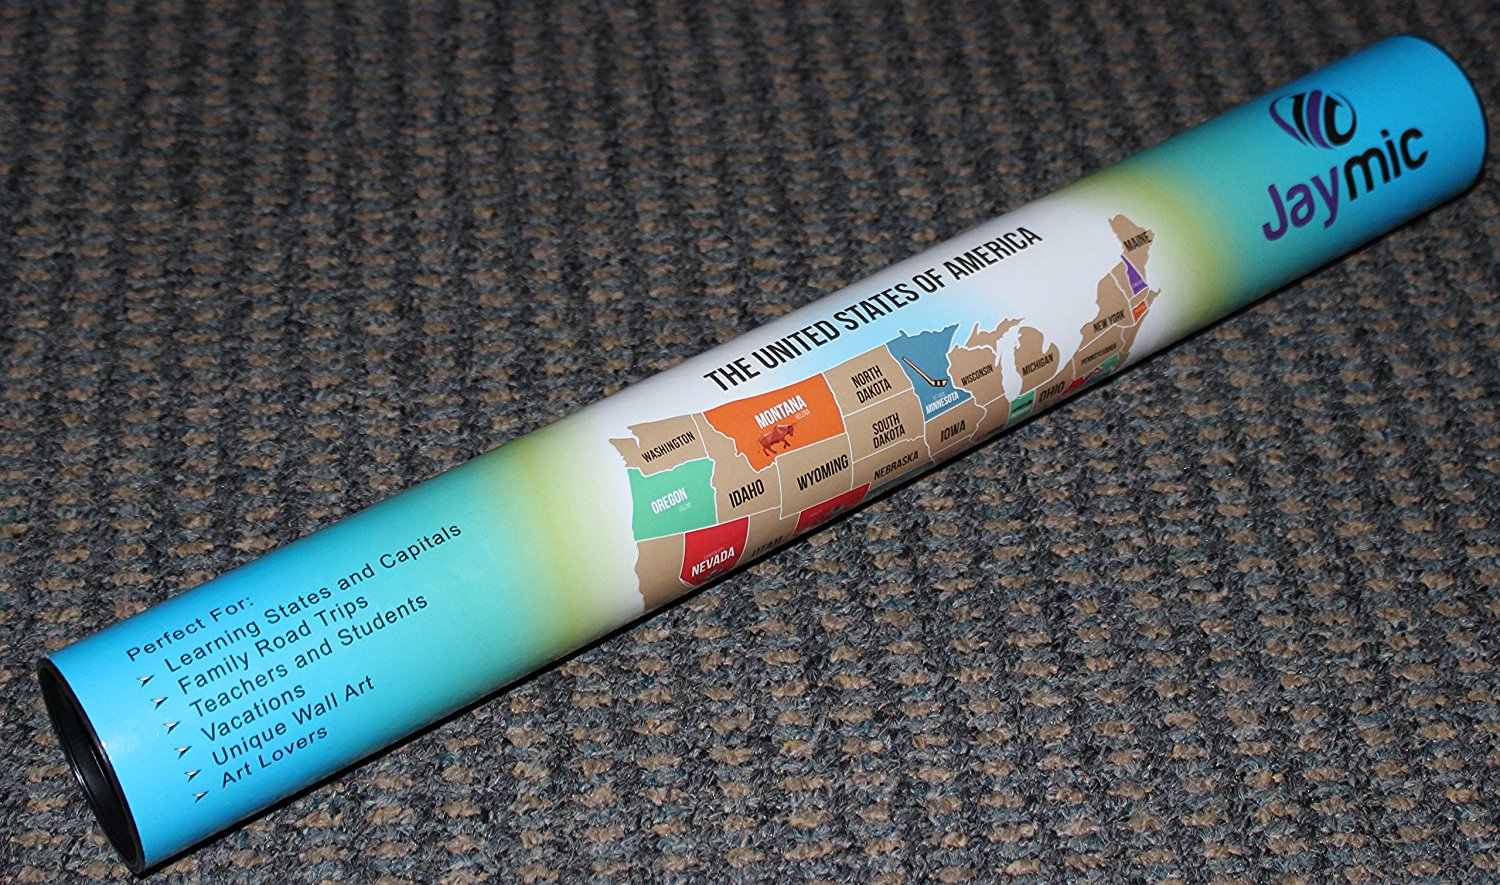 Jaymic
THE UNITED STATES OF AMERICA
MAINE
WASHINGTON
MONTANA
NORTH
DAKOTA
MINNESOTA
WISCONSIN
MICHIGAN
NEW YORK
PENNSYLVANIA
OREGON
IDAHO
WYOMING
SOUTH
DAKOTA
IOWA
OHIO
NEBRASKA
NEVADA
UTAH
Perfect For:
Learning States and Capitals
Family Road Trips
Teachers and Students
Vacations
Unique Wall Art
Art Lovers